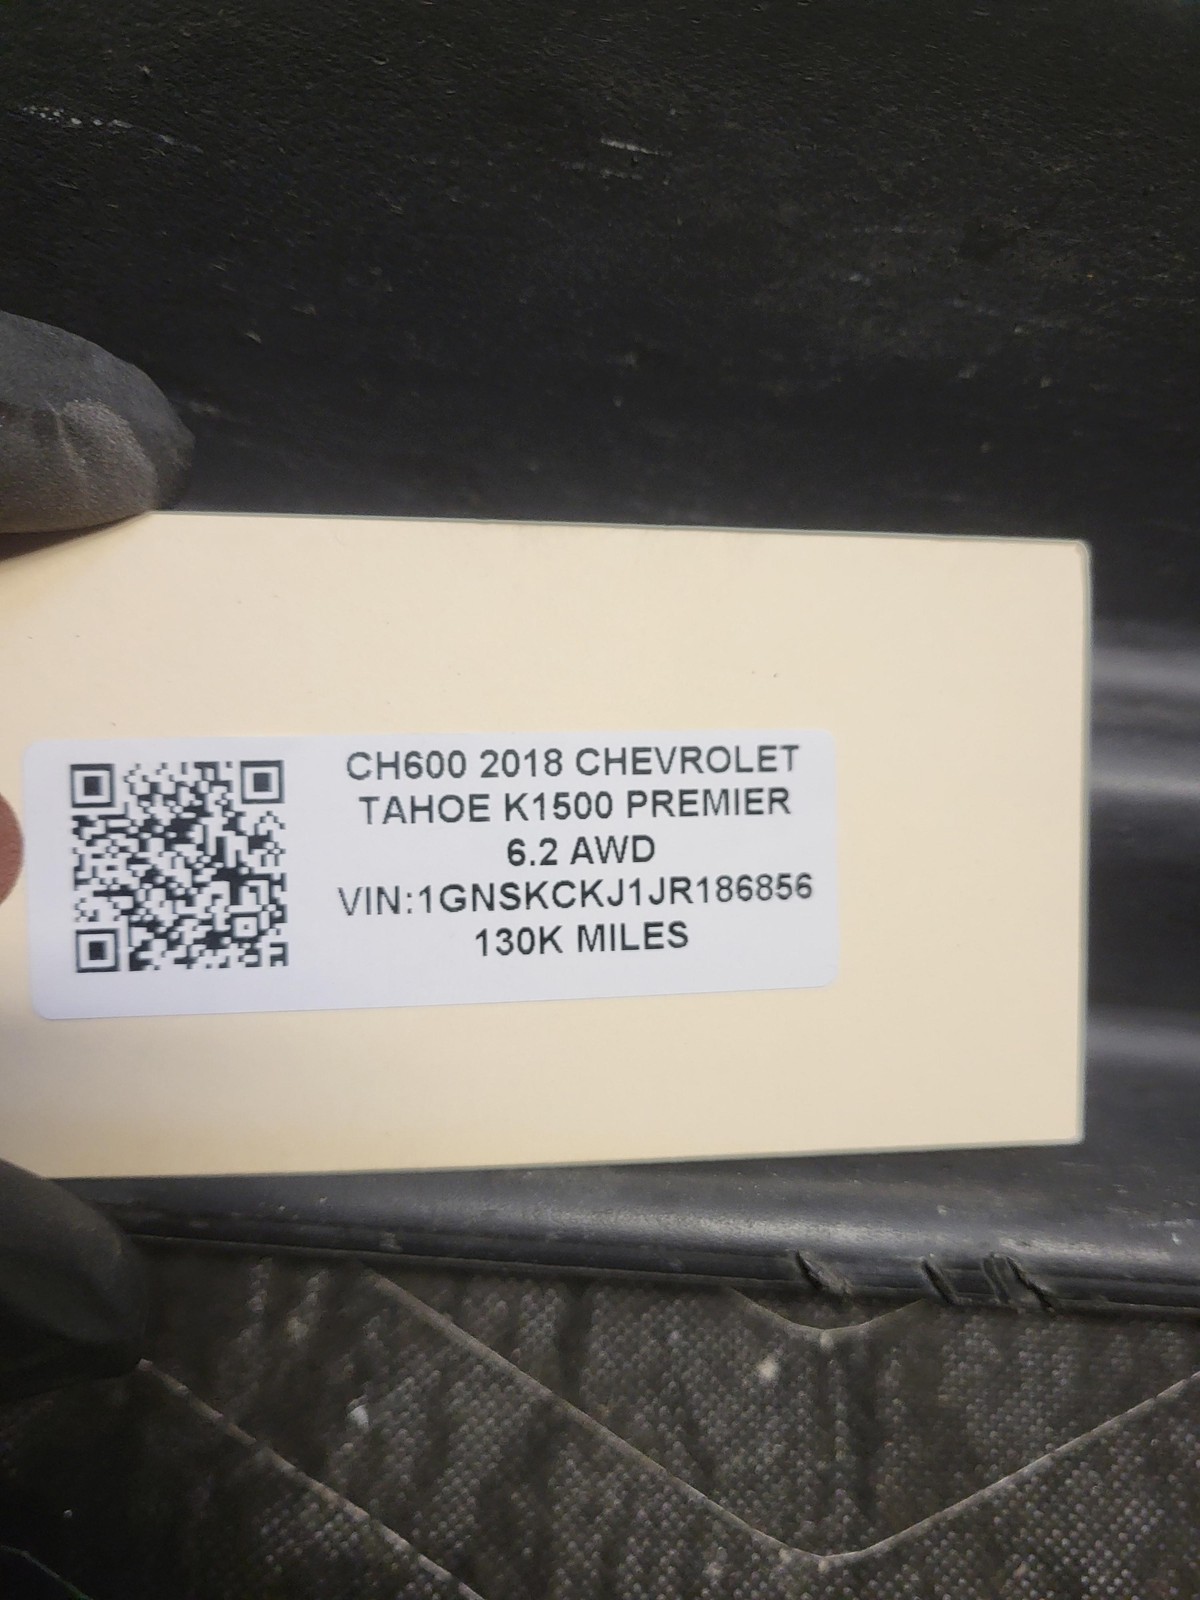 CH600 2018 CHEVROLET
TAHOE K1500 PREMIER
6.2 AWD
VIN:1GNSKCKJ1JR186856
130K MILES